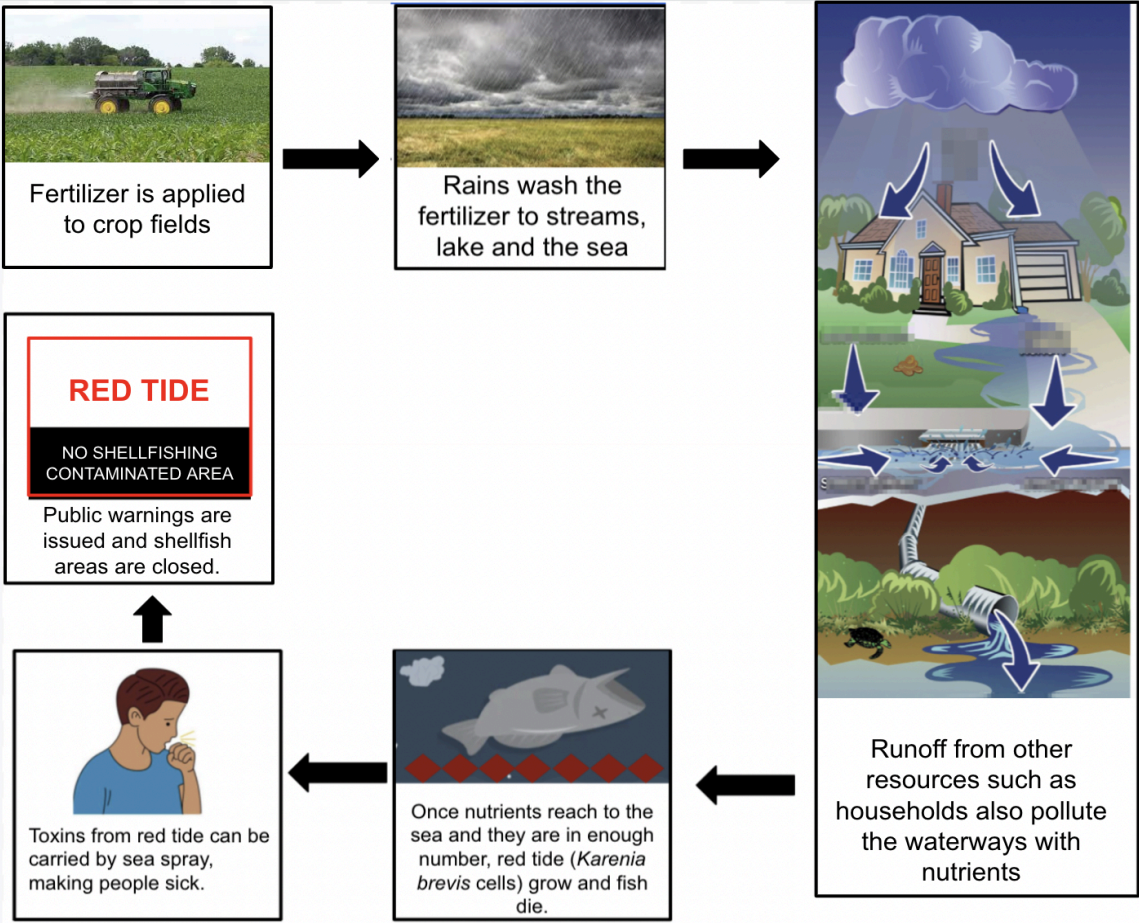 Fertilizer is applied
to crop fields
Rains wash the
fertilizer to streams,
lake and the sea
Runoff from other
resources such as
households also pollute
the waterways with
nutrients
Once nutrients reach to the
sea and they are in enough
number, red tide (Karenia
brevis cells) grow and fish
die.
Toxins from red tide can be
carried by sea spray,
making people sick.
RED TIDE
NO SHELLFISHING
CONTAMINATED AREA
Public warnings are
issued and shellfish
areas are closed.